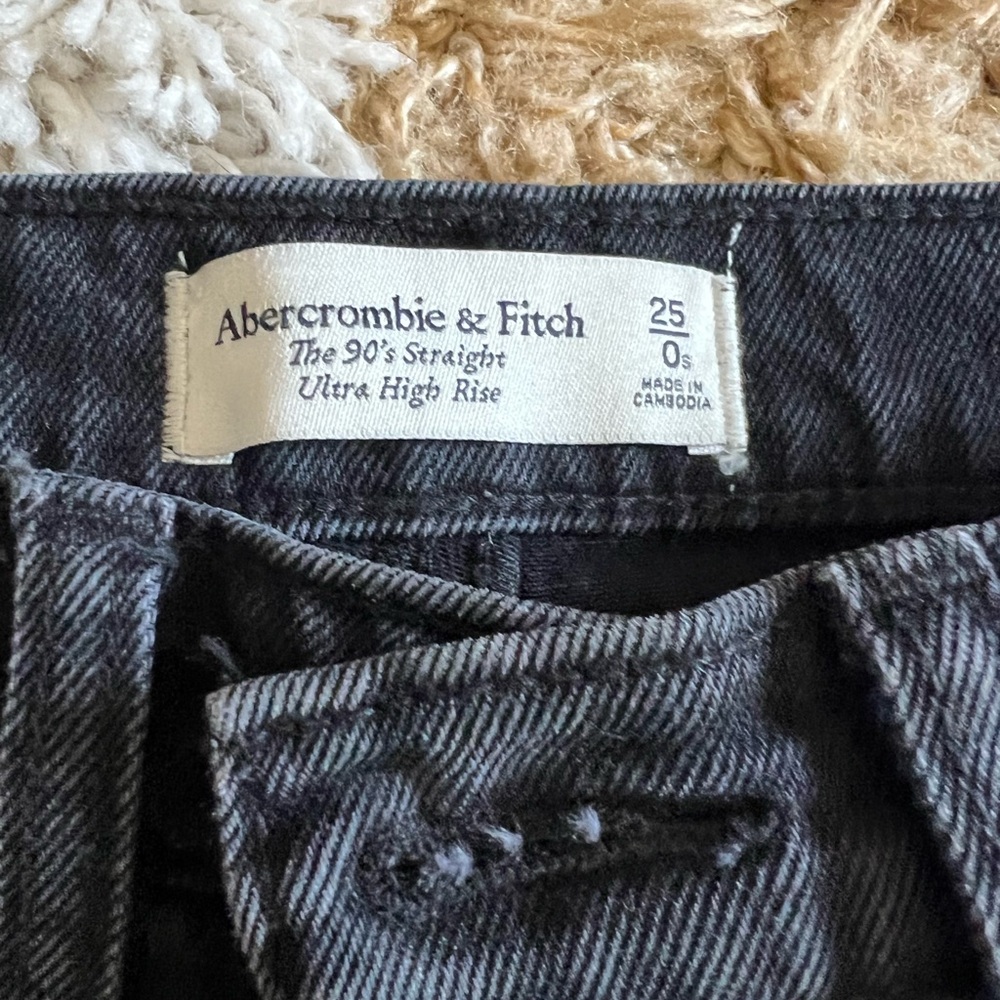 Abercrombie & Fitch
The 90's Straight
Ultra High Rise
25
0s
MADE IN
CAMBODIA